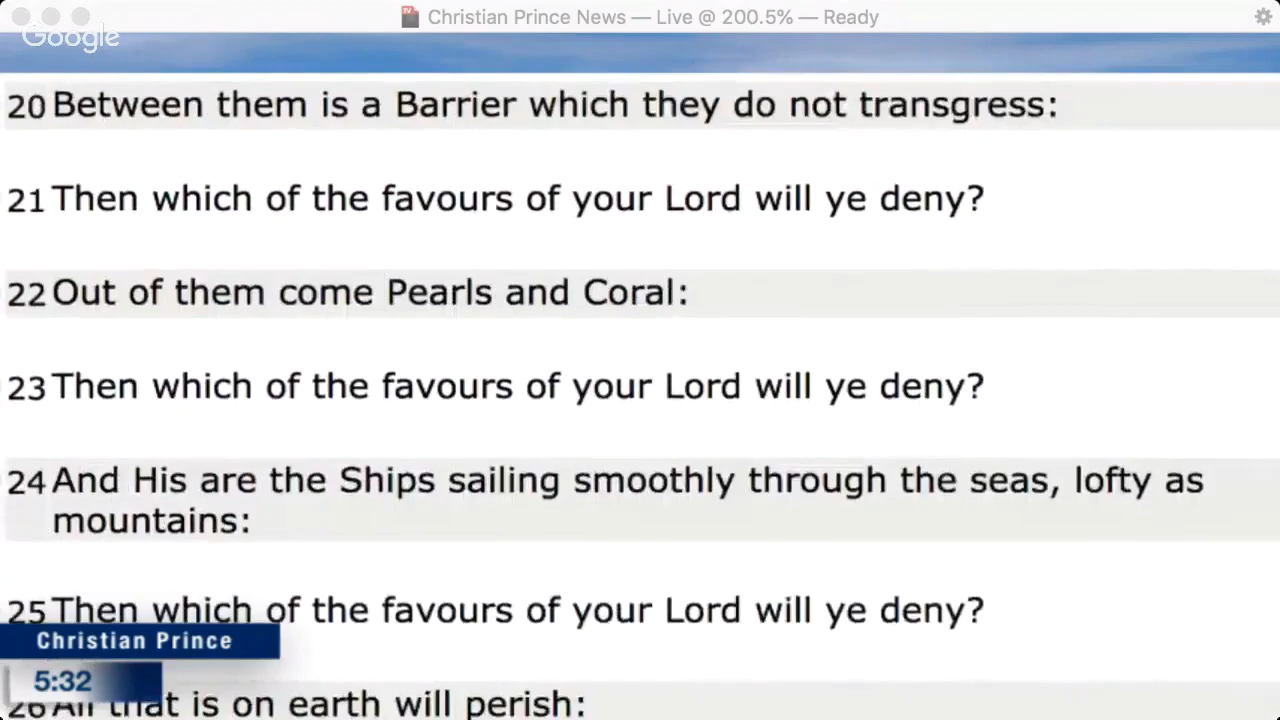 Christian Prince News — Live @ 200.5% — Ready
Google
20 Between them is a Barrier which they do not transgress:
21 Then which of the favours of your Lord will ye deny?
22 Out of them come Pearls and Coral:
23 Then which of the favours of your Lord will ye deny?
24 And His are the Ships sailing smoothly through the seas, lofty as
mountains:
25 Then which of the favours of your Lord will ye deny?
Christian Prince
5:32
26 All that is on earth will perish: